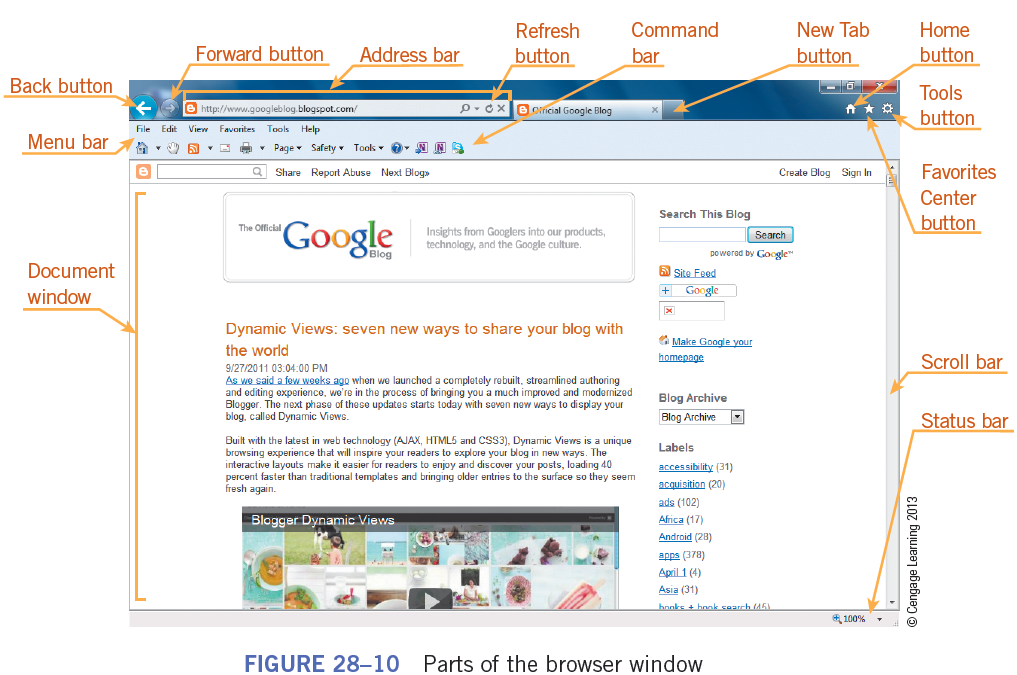 Forward button
Address bar
Refresh
button
Command
bar
New Tab
button
Home
button
Back button
Tools
button
http://www.googleblog.blogspot.com/
Official Google Blog
File Edit View Favorites Tools Help
Menu bar
Page Safety Tools
Share Report Abuse Next Blog»
Create Blog Sign In
Favorites
Center
button
The Official
Google
Blog
Insights from Googlers into our products,
technology, and the Google culture.
Search This Blog
Search
powered by Google™
Site Feed
Google
Make Google your
homepage
Document
window
Dynamic Views: seven new ways to share your blog with
the world
9/27/2011 03:04:00 PM
As we said a few weeks ago when we launched a completely rebuilt, streamlined authoring
and editing experience, we're in the process of bringing you a much improved and modernized
Blogger. The next phase of these updates starts today with seven new ways to display your
blog, called Dynamic Views.
Built with the latest in web technology (AJAX, HTML5 and CSS3), Dynamic Views is a unique
browsing experience that will inspire your readers to explore your blog in new ways. The
interactive layouts make it easier for readers to enjoy and discover your posts, loading 40
percent faster than traditional templates and bringing older entries to the surface so they seem
fresh again.
Blogger Dynamic Views
Blog Archive
Blog Archive
Labels
accessibility (31)
acquisition (20)
ads (102)
Africa (17)
Android (28)
apps (378)
April 1 (4)
Asia (31)
books + book search (45)
Scroll bar
Status bar
100%
© Cengage Learning 2013
FIGURE 28–10 Parts of the browser window